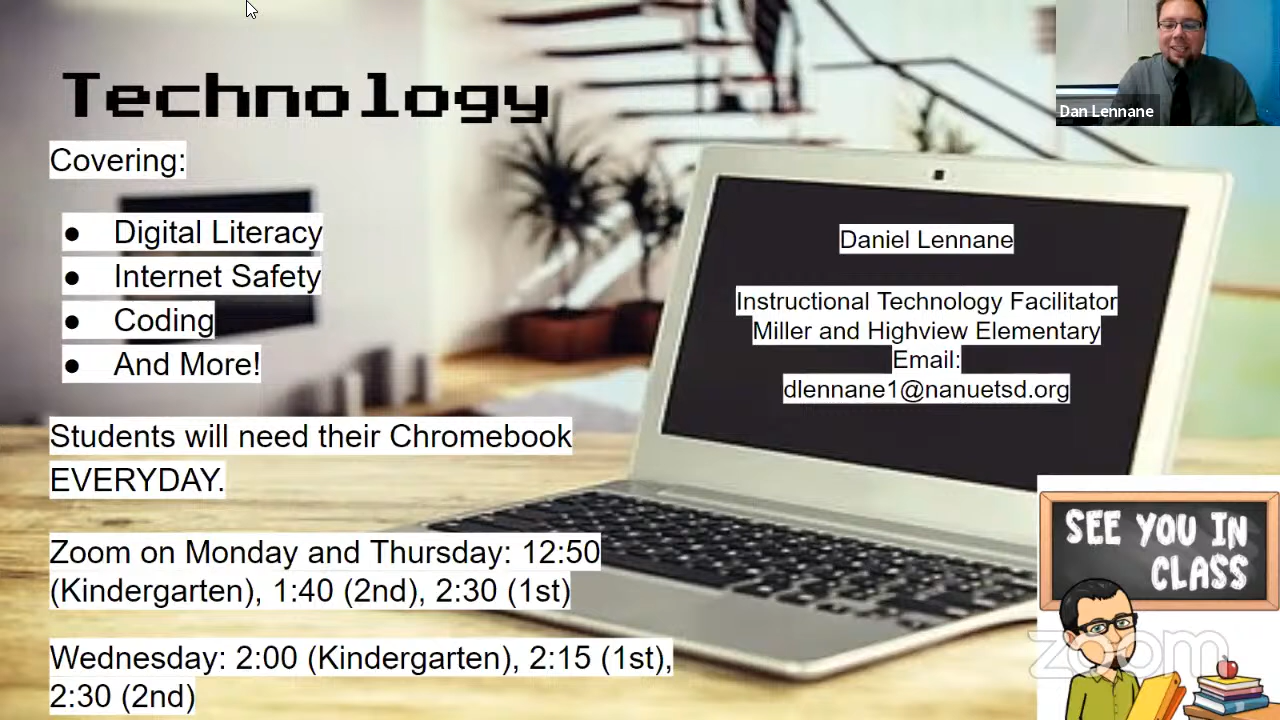 Technology
Covering:
● Digital Literacy
● Internet Safety
● Coding
● And More!
Students will need their Chromebook
EVERYDAY.
Zoom on Monday and Thursday: 12:50
(Kindergarten), 1:40 (2nd), 2:30 (1st)
Wednesday: 2:00 (Kindergarten), 2:15 (1st),
2:30 (2nd)
Daniel Lennane
Instructional Technology Facilitator
Miller and Highview Elementary
Email:
dlennane1@nanuetsd.org
Dan Lennane
SEE YOU IN
CLASS
zoom